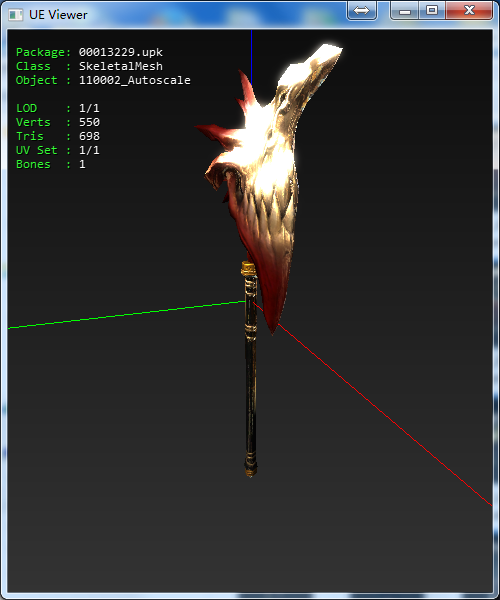 UE Viewer
Package: 00013229.upk
Class : SkeletalMesh
Object : 110002_Autoscale
LOD : 1/1
Verts : 550
Tris : 698
UV Set : 1/1
Bones : 1